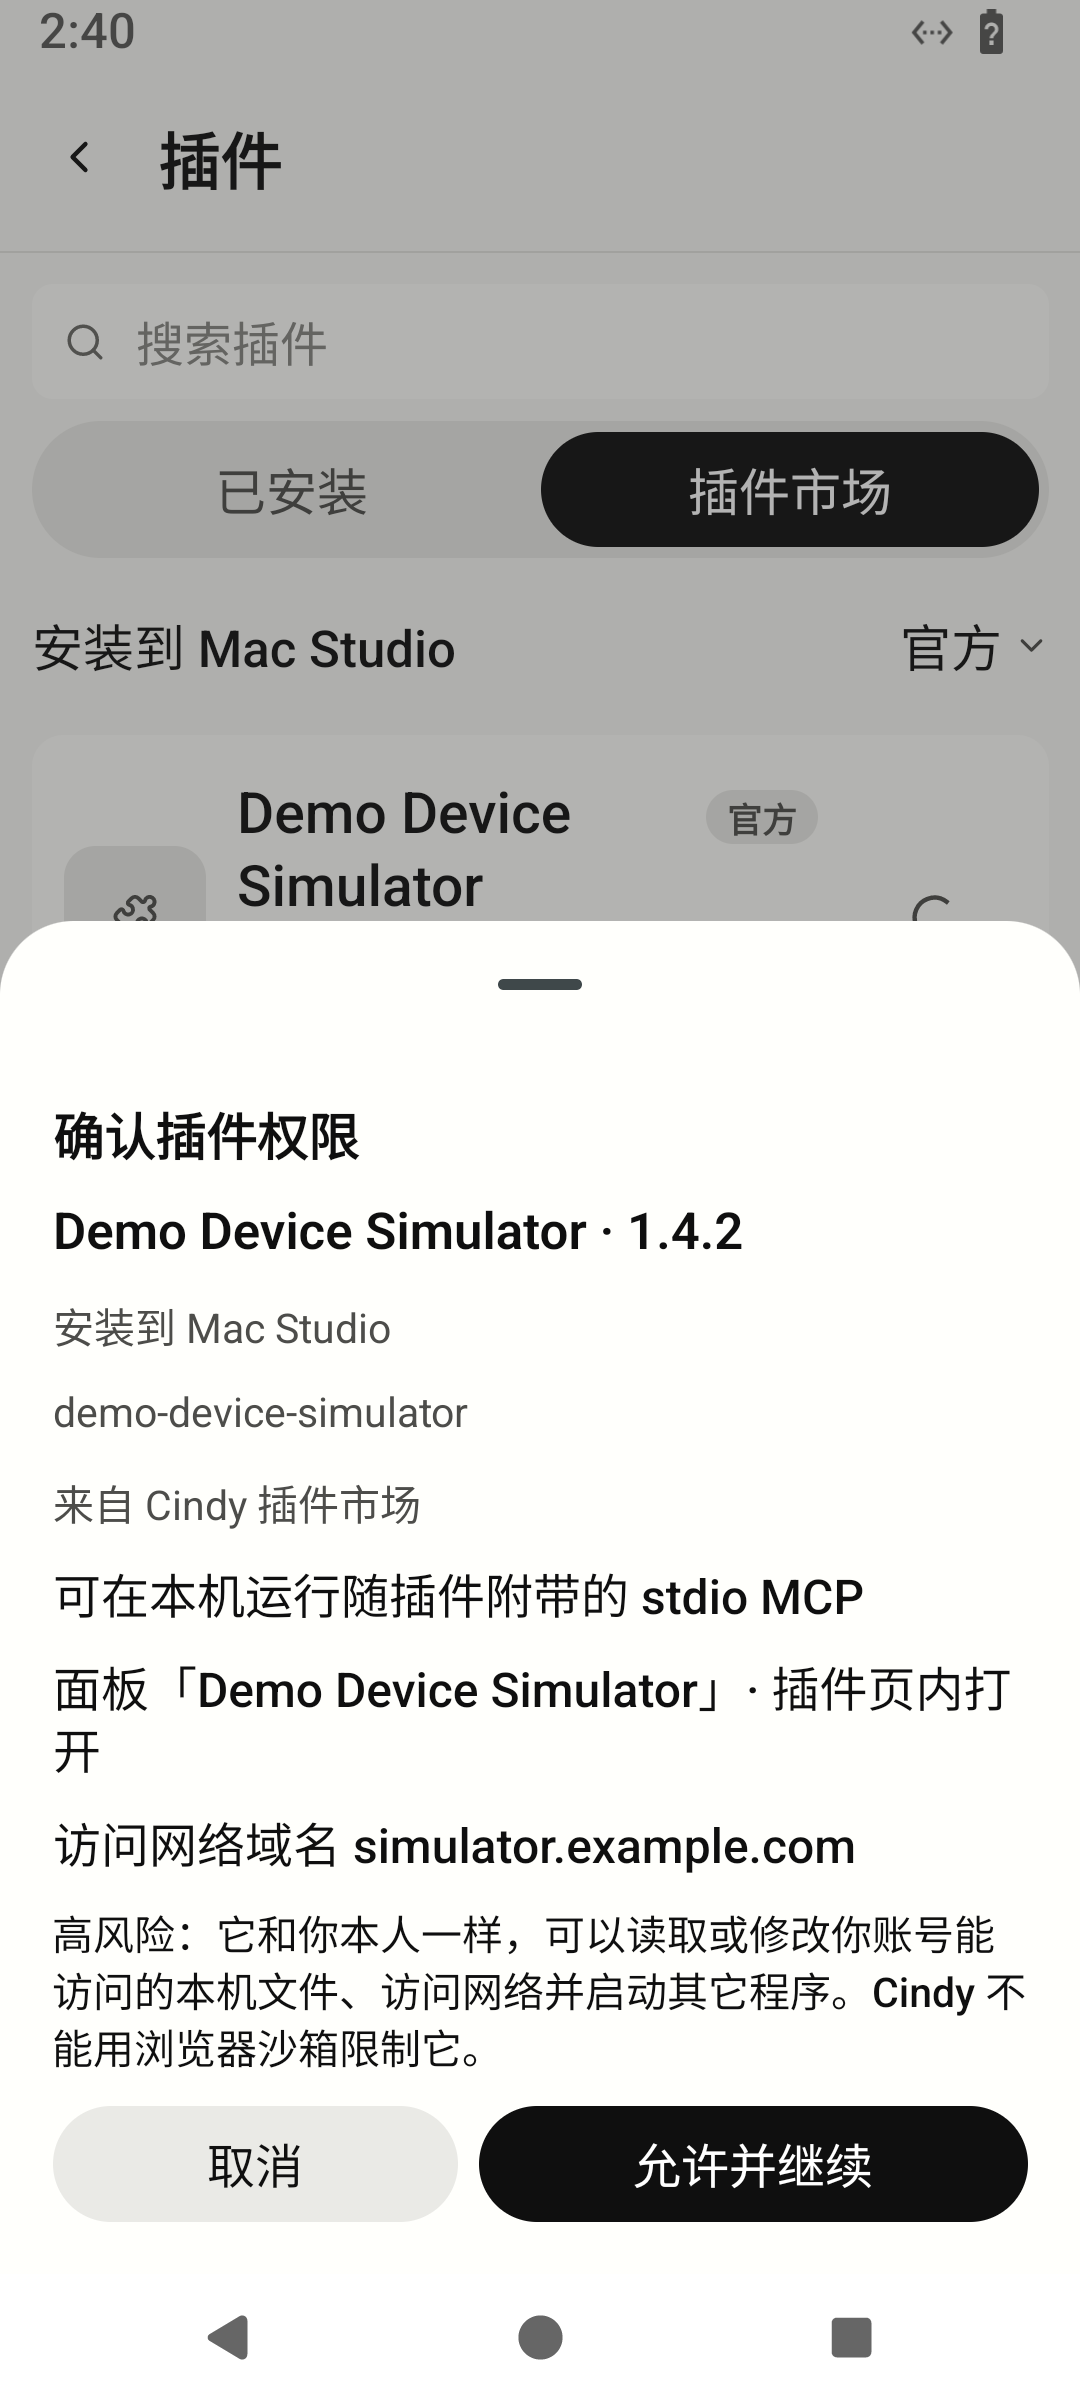 2:40
插件
搜索插件
已安装
插件市场
安装到 Mac Studio
官方
Demo Device
官方
Simulator
确认插件权限
Demo Device Simulator · 1.4.2
安装到 Mac Studio
demo-device-simulator
来自 Cindy 插件市场
可在本机运行随插件附带的 stdio MCP
面板「Demo Device Simulator」· 插件页内打
开
访问网络域名 simulator.example.com
高风险：它和你本人一样，可以读取或修改你账号能
访问的本机文件、访问网络并启动其它程序。Cindy 不
能用浏览器沙箱限制它。
取消
允许并继续